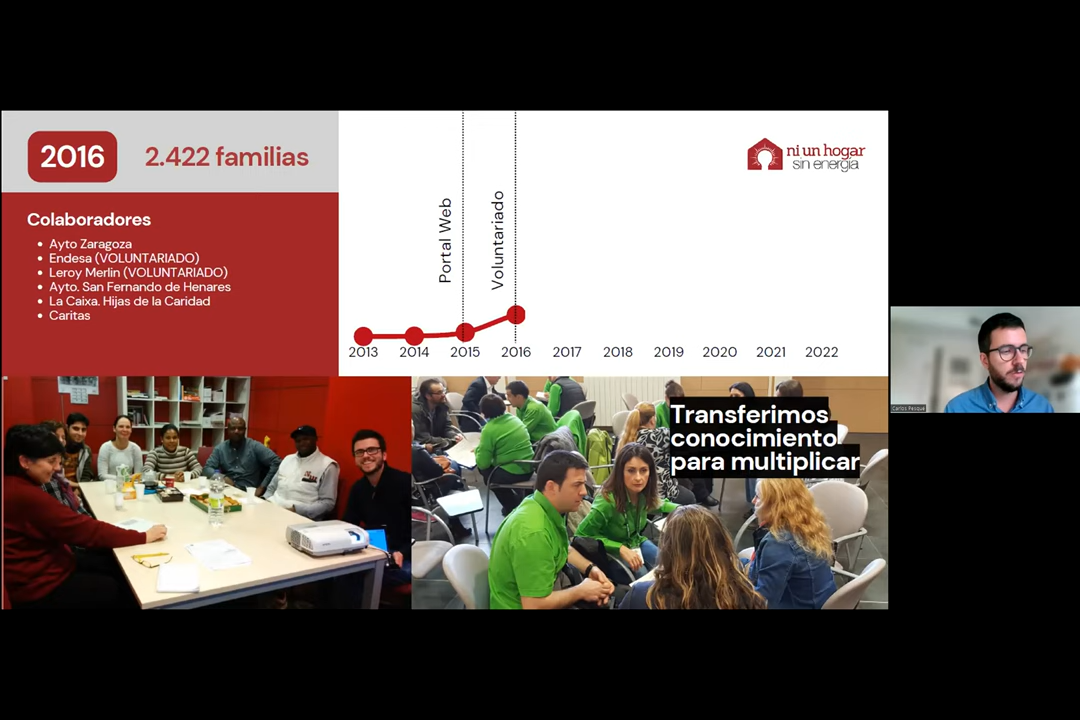 2016
2.422 familias
Colaboradores
• Ayto Zaragoza
• Endesa (VOLUNTARIADO)
• Leroy Merlin (VOLUNTARIADO)
• Ayto. San Fernando de Henares
• La Caixa. Hijas de la Caridad
• Caritas
Portal Web
Voluntariado
2013 2014 2015 2016 2017 2018 2019 2020 2021 2022
ni un hogar
sin energía
Transferimos
conocimiento
para multiplicar
Carlos Pesqué